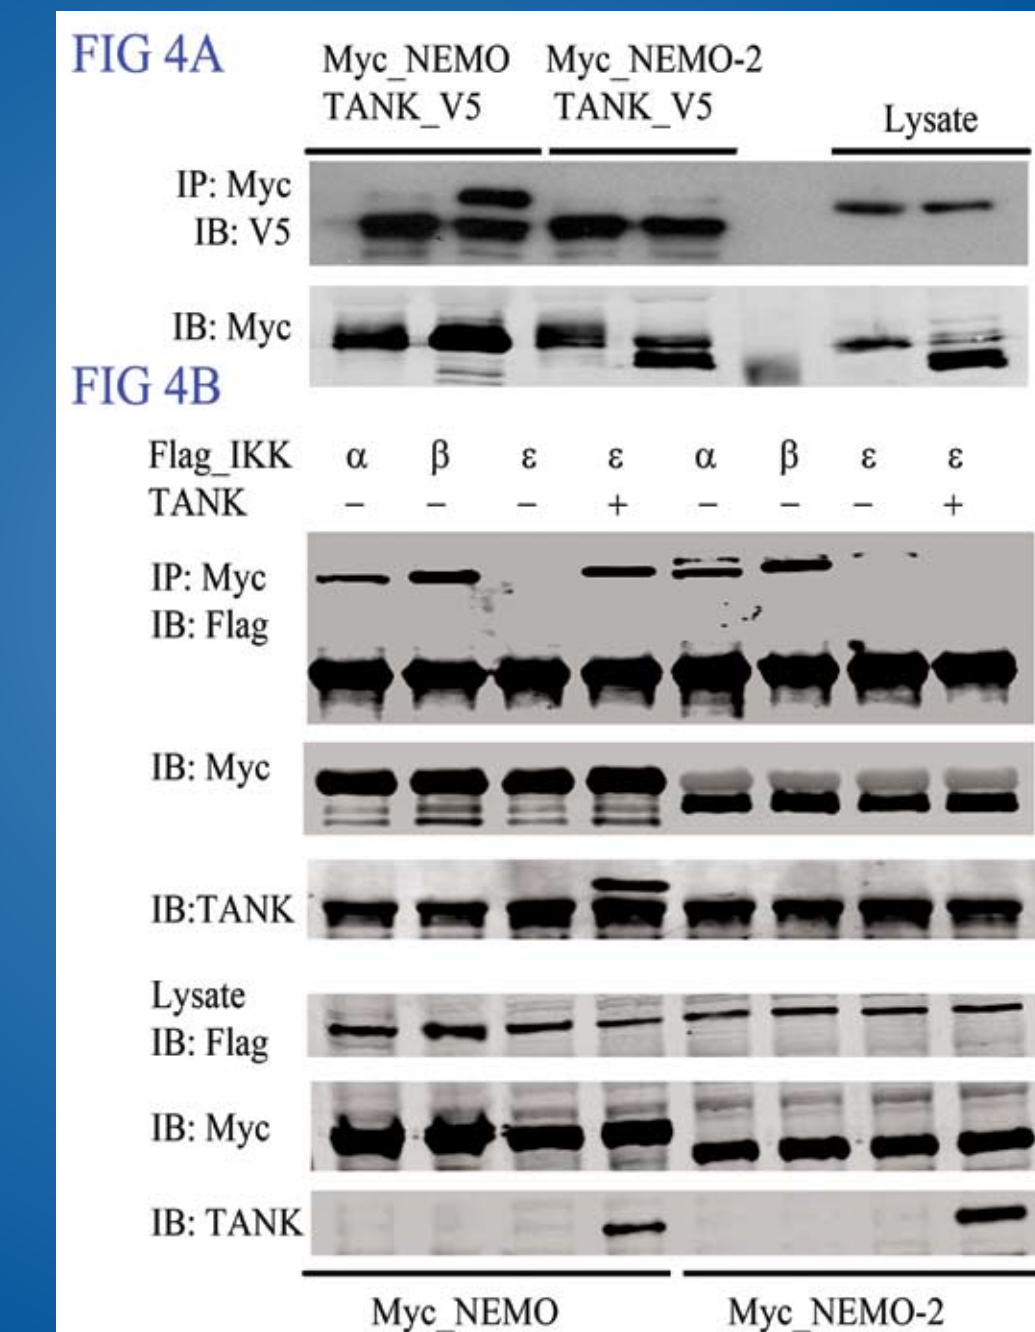 FIG 4A
Myc_NEMO Myc_NEMO-2
TANK_V5 TANK_V5
Lysate
IP: Myc
IB: V5
IB: Myc
FIG 4B
Flag_IKK α β ε ε α β ε ε
TANK – – – + – – – +
IP: Myc
IB: Flag
IB: Myc
IB:TANK
Lysate
IB: Flag
IB: Myc
IB: TANK
Myc_NEMO Myc_NEMO-2